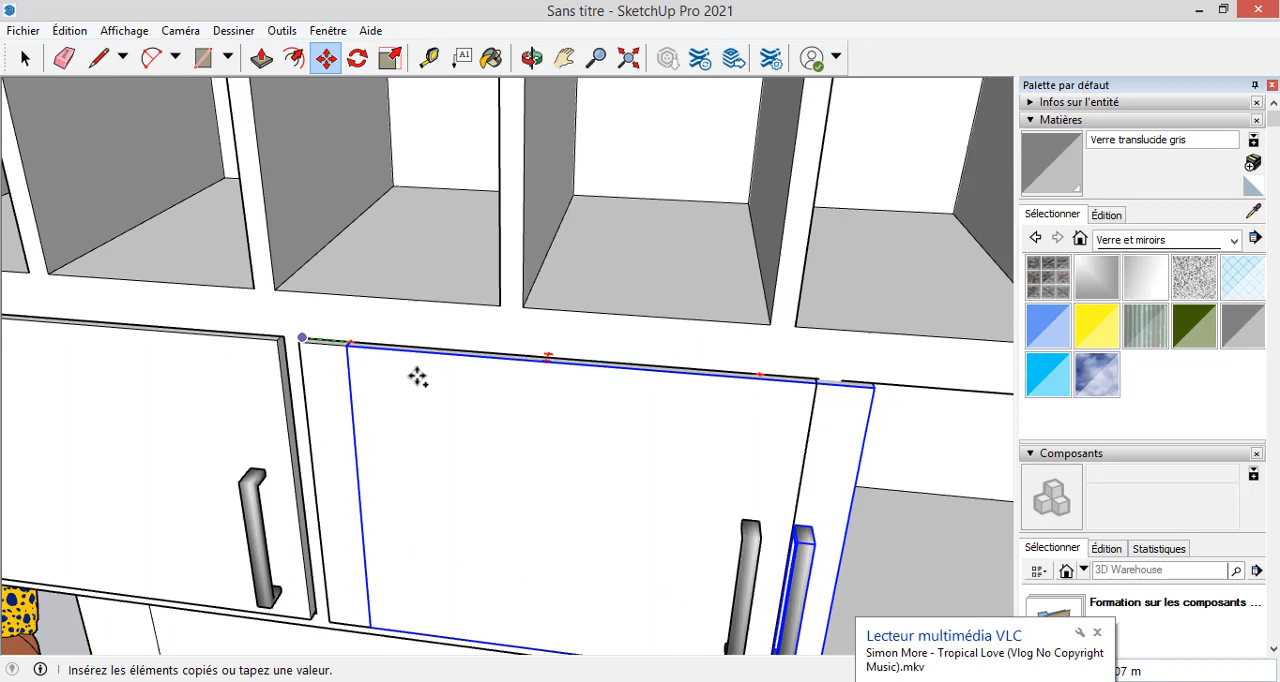 Sans titre - SketchUp Pro 2021
Fichier Édition Affichage Caméra Dessiner Outils Fenêtre Aide
A1
Palette par défaut
Infos sur l'entité
Matières
Verre translucide gris
Sélectionner Édition
Verre et miroirs
Composants
Sélectionner Édition Statistiques
3D Warehouse
Formation sur les composants ...
Lecteur multimédia VLC
Simon More - Tropical Love (Vlog No Copyright
Music).mkv
Insérez les éléments copiés ou tapez une valeur.
07 m